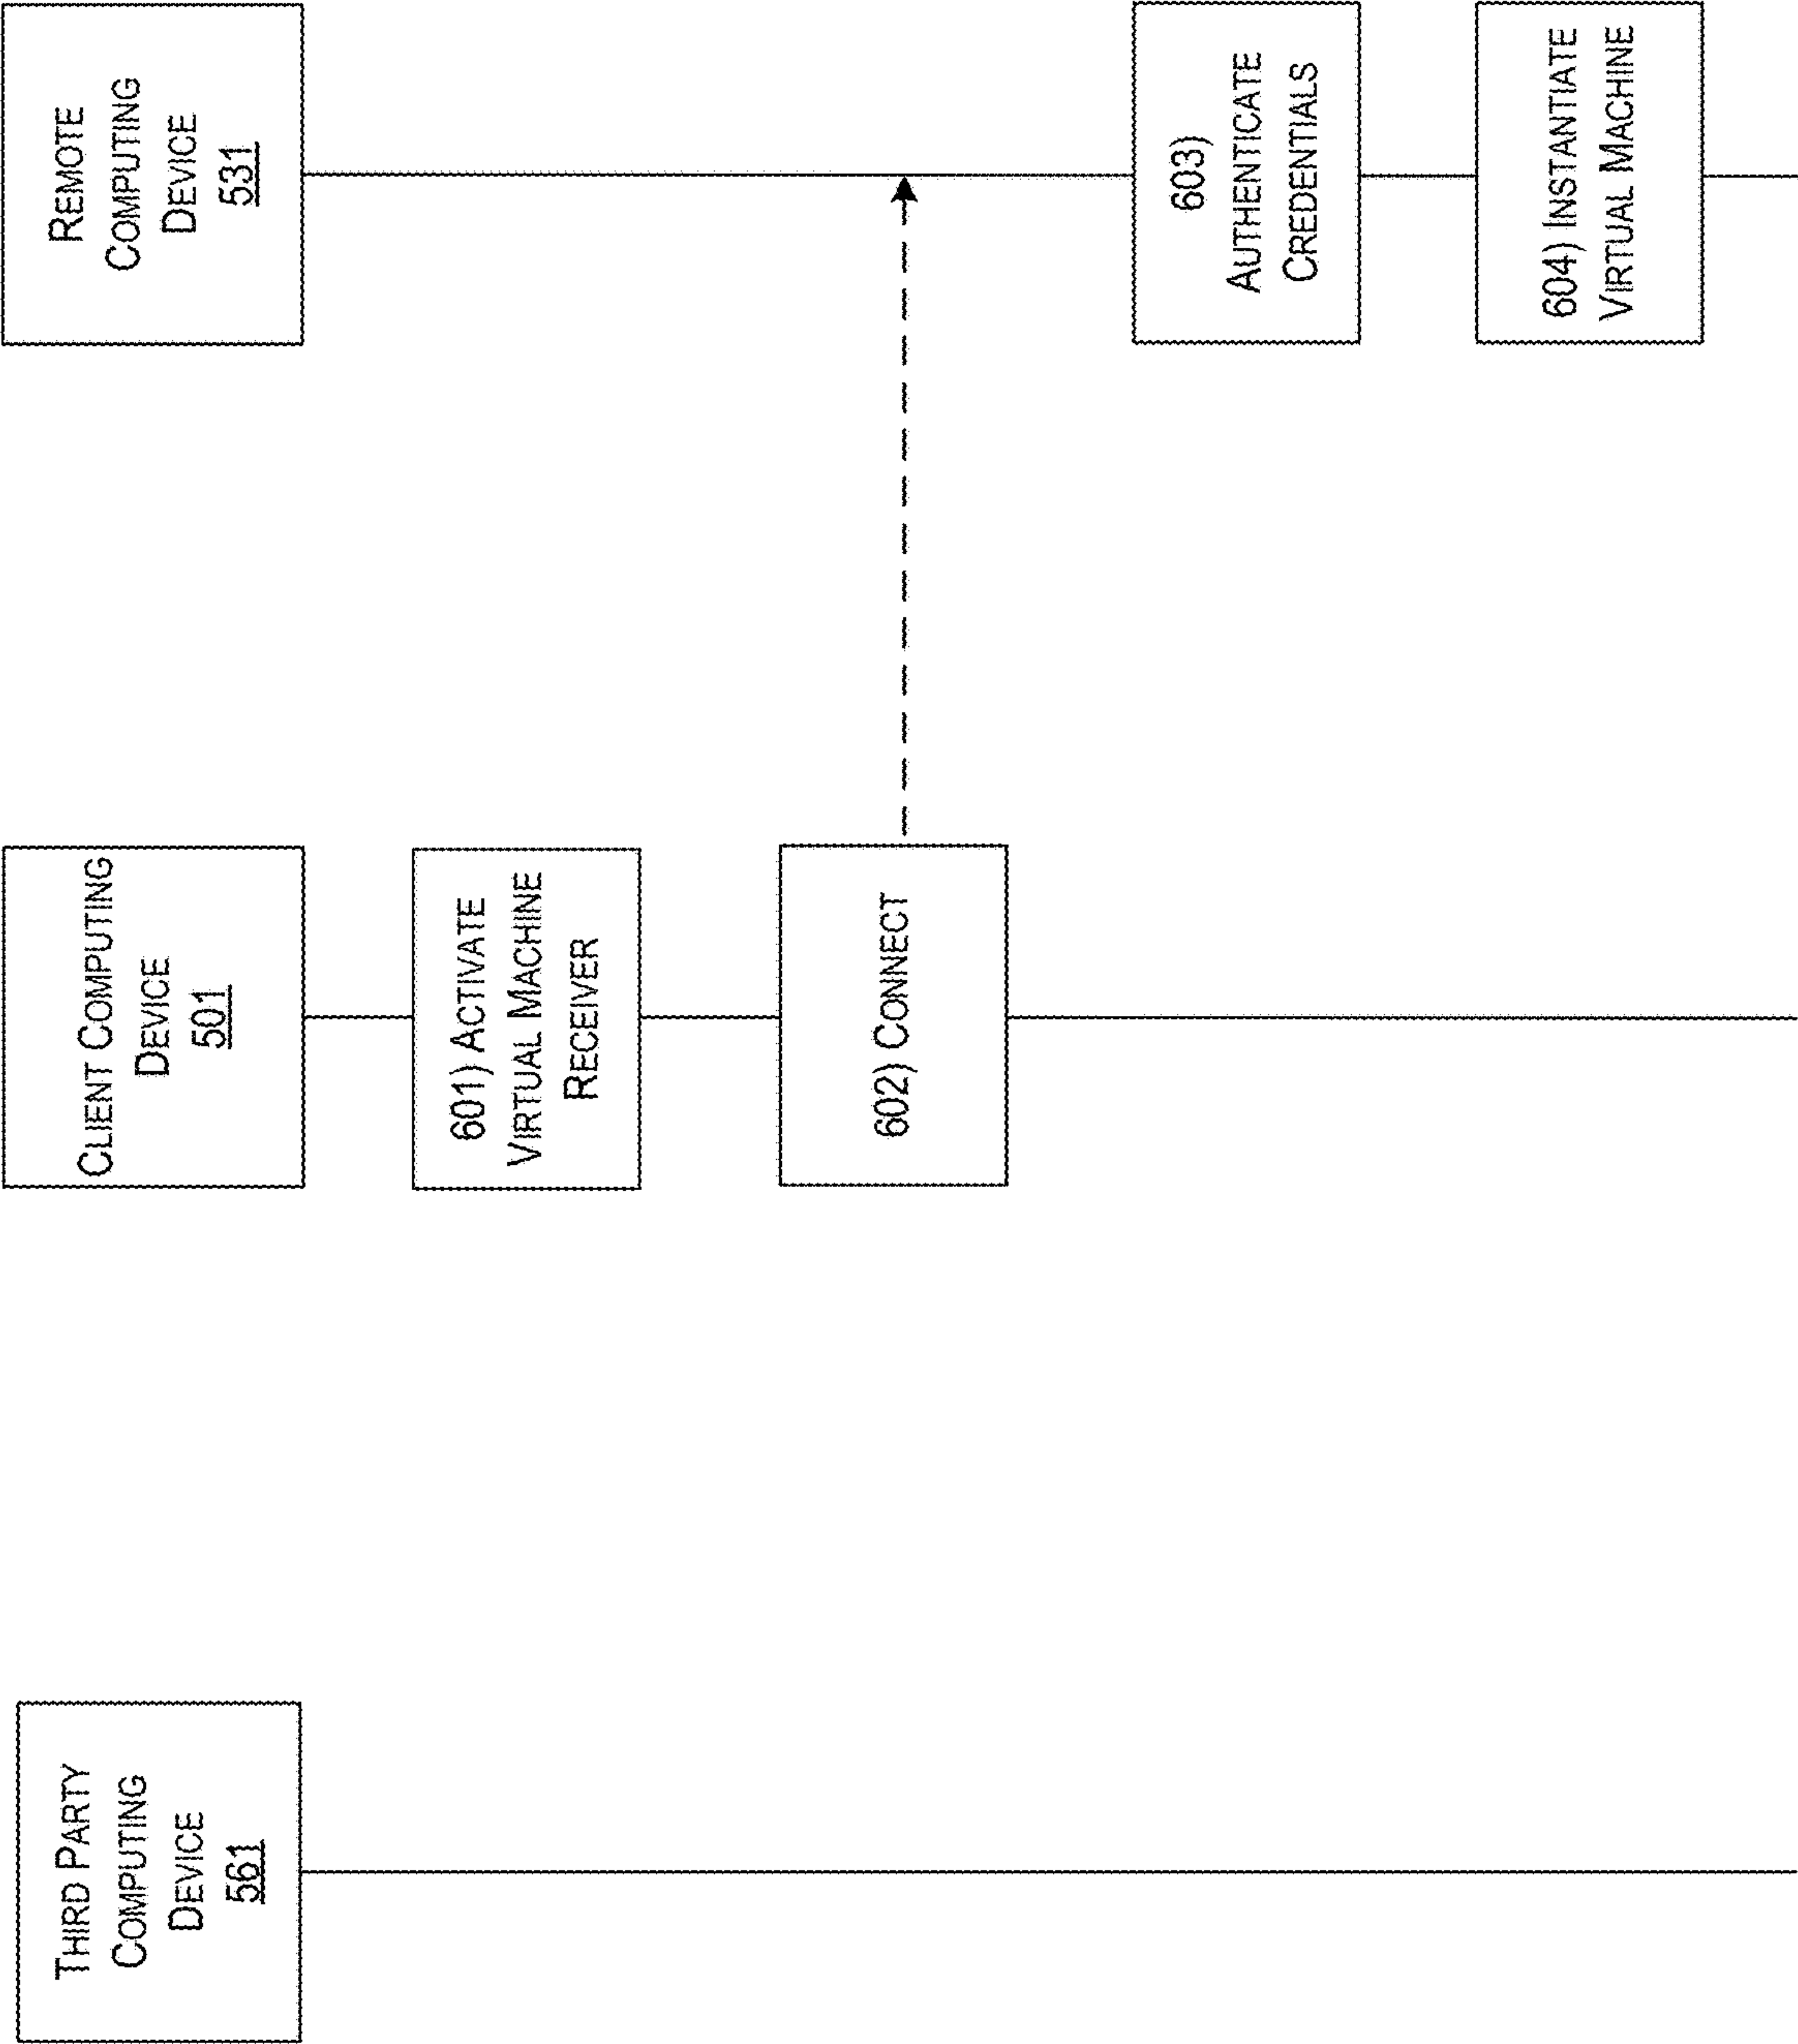 THIRD PARTY
COMPUTING
DEVICE
561
CLIENT COMPUTING
DEVICE
501
REMOTE
COMPUTING
DEVICE
531
601) ACTIVATE
VIRTUAL MACHINE
RECEIVER
602) CONNECT
603)
AUTHENTICATE
CREDENTIALS
604) INSTANTIATE
VIRTUAL MACHINE